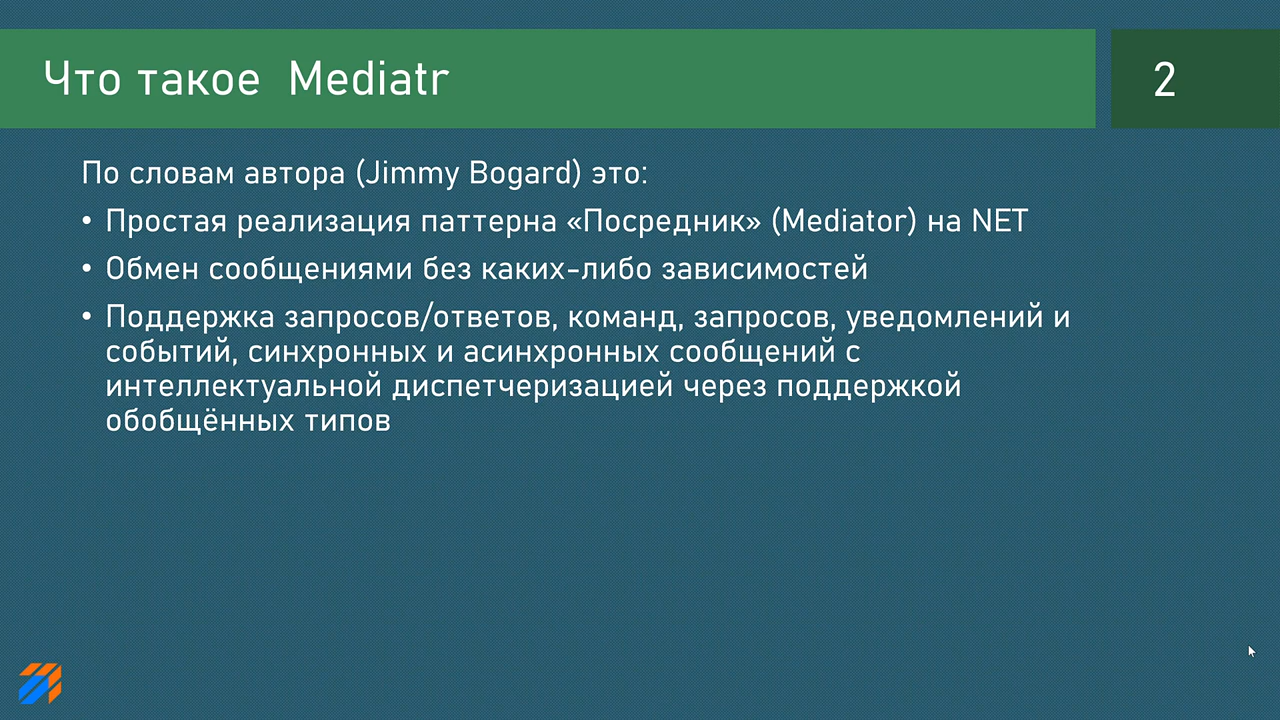 Что такое  Mediatr
2
По словам автора (Jimmy Bogard) это:
• Простая реализация паттерна «Посредник» (Mediator) на NET
• Обмен сообщениями без каких-либо зависимостей
• Поддержка запросов/ответов, команд, запросов, уведомлений и
событий, синхронных и асинхронных сообщений с
интеллектуальной диспетчеризацией через поддержкой
обобщённых типов